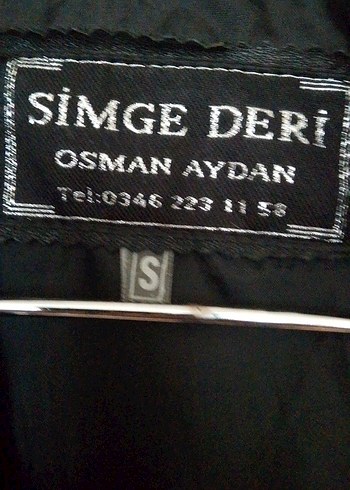 SİMGE DERİ
OSMAN AYDAN
Tel:0346 223 11 58
S